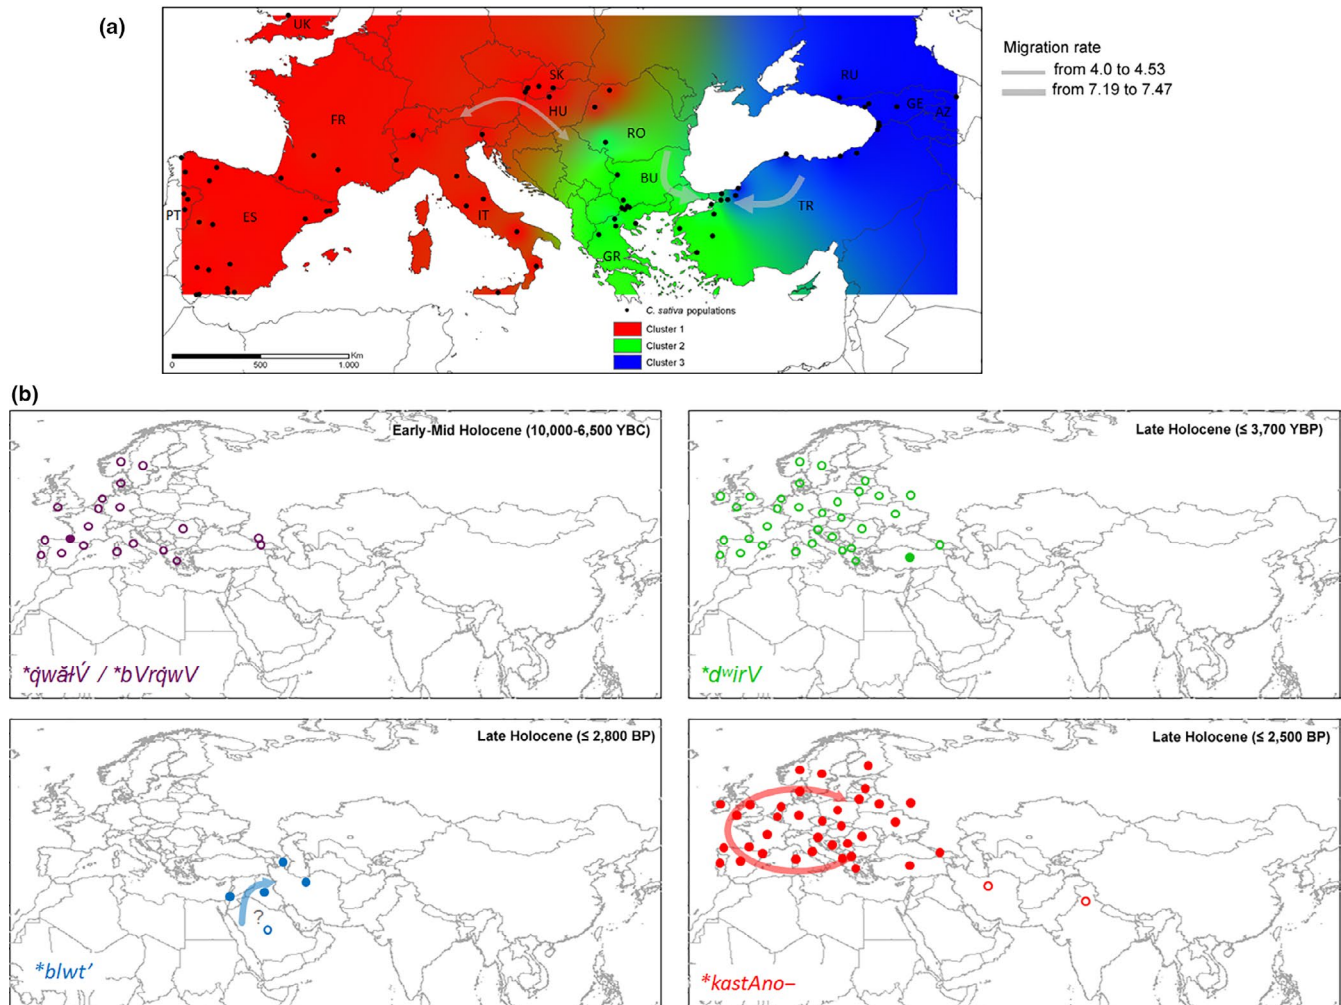 (a)
UK
SK
HU
FR
RO
BU
RU
GE
AZ
PT
ES
IT
GR
TR
Migration rate
from 4.0 to 4.53
from 7.19 to 7.47
C. sativa populations
Cluster 1
Cluster 2
Cluster 3
Km
0 500 1.000
(b)
Early-Mid Holocene (10,000-6,500 YBC)
*q̇wăłV́ / *bVrq̇wV
Late Holocene (≤ 3,700 YBP)
*dʷirV
Late Holocene (≤ 2,800 BP)
?
*blwt’
Late Holocene (≤ 2,500 BP)
*kastAno–